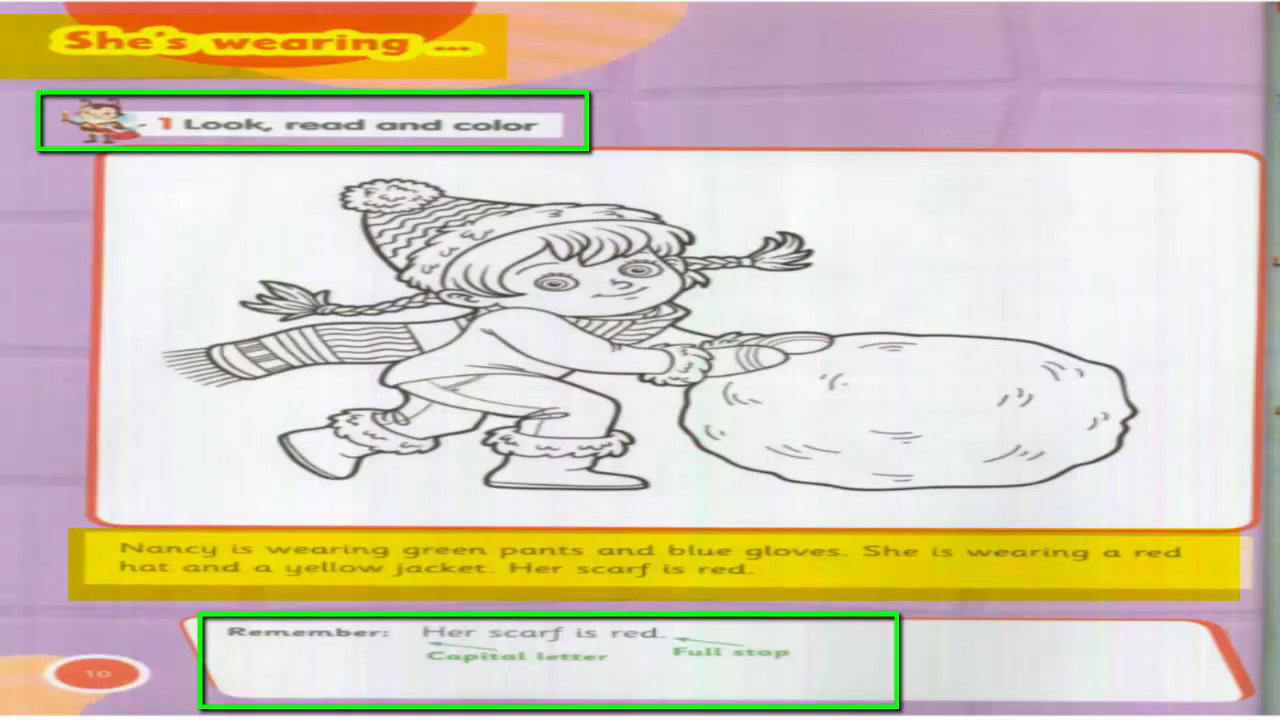 She's wearing ...
1 Look, read and color
Nancy is wearing green pants and blue gloves. She is wearing a red
hat and a yellow jacket. Her scarf is red.
Remember: Her scarf is red.
Capital letter Full stop
10